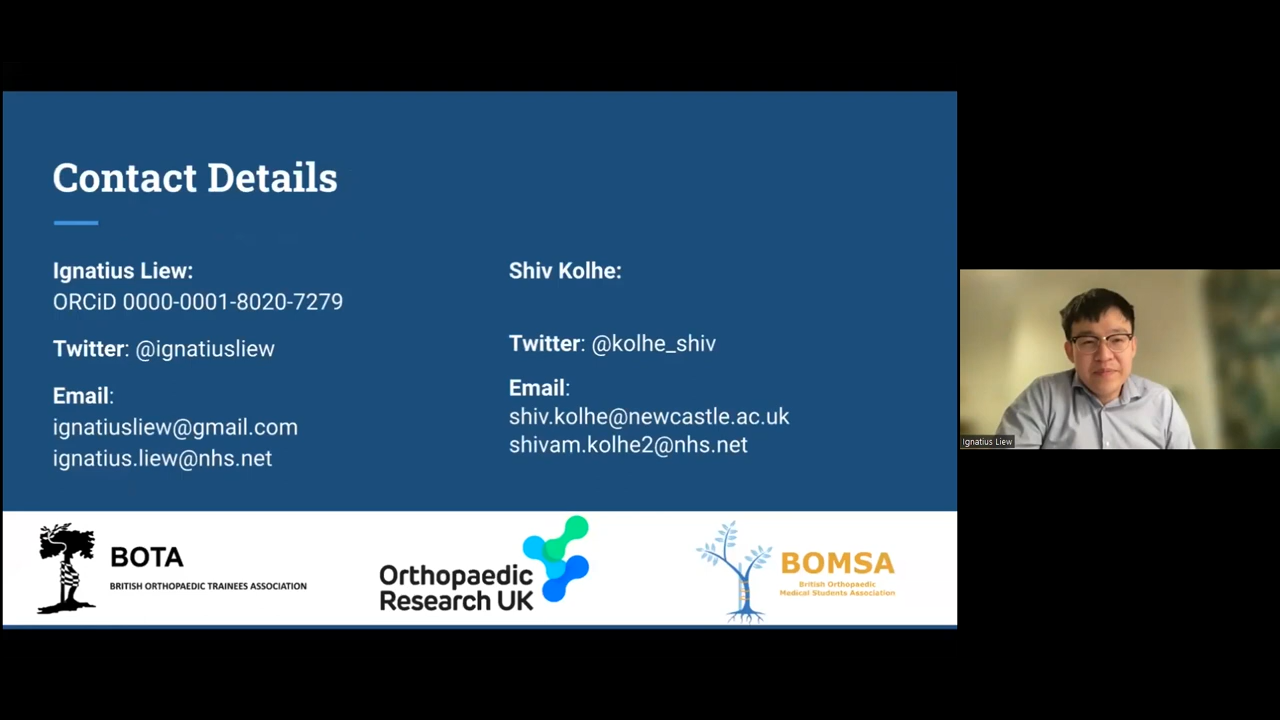 Contact Details
Ignatius Liew:
ORCiD 0000-0001-8020-7279
Twitter: @ignatiusliew
Email:
ignatiusliew@gmail.com
ignatius.liew@nhs.net
Shiv Kolhe:
Twitter: @kolhe_shiv
Email:
shiv.kolhe@newcastle.ac.uk
shivam.kolhe2@nhs.net
BOTA
BRITISH ORTHOPAEDIC TRAINEES ASSOCIATION
Orthopaedic
Research UK
BOMSA
British Orthopaedic
Medical Students Association
Ignatius Liew